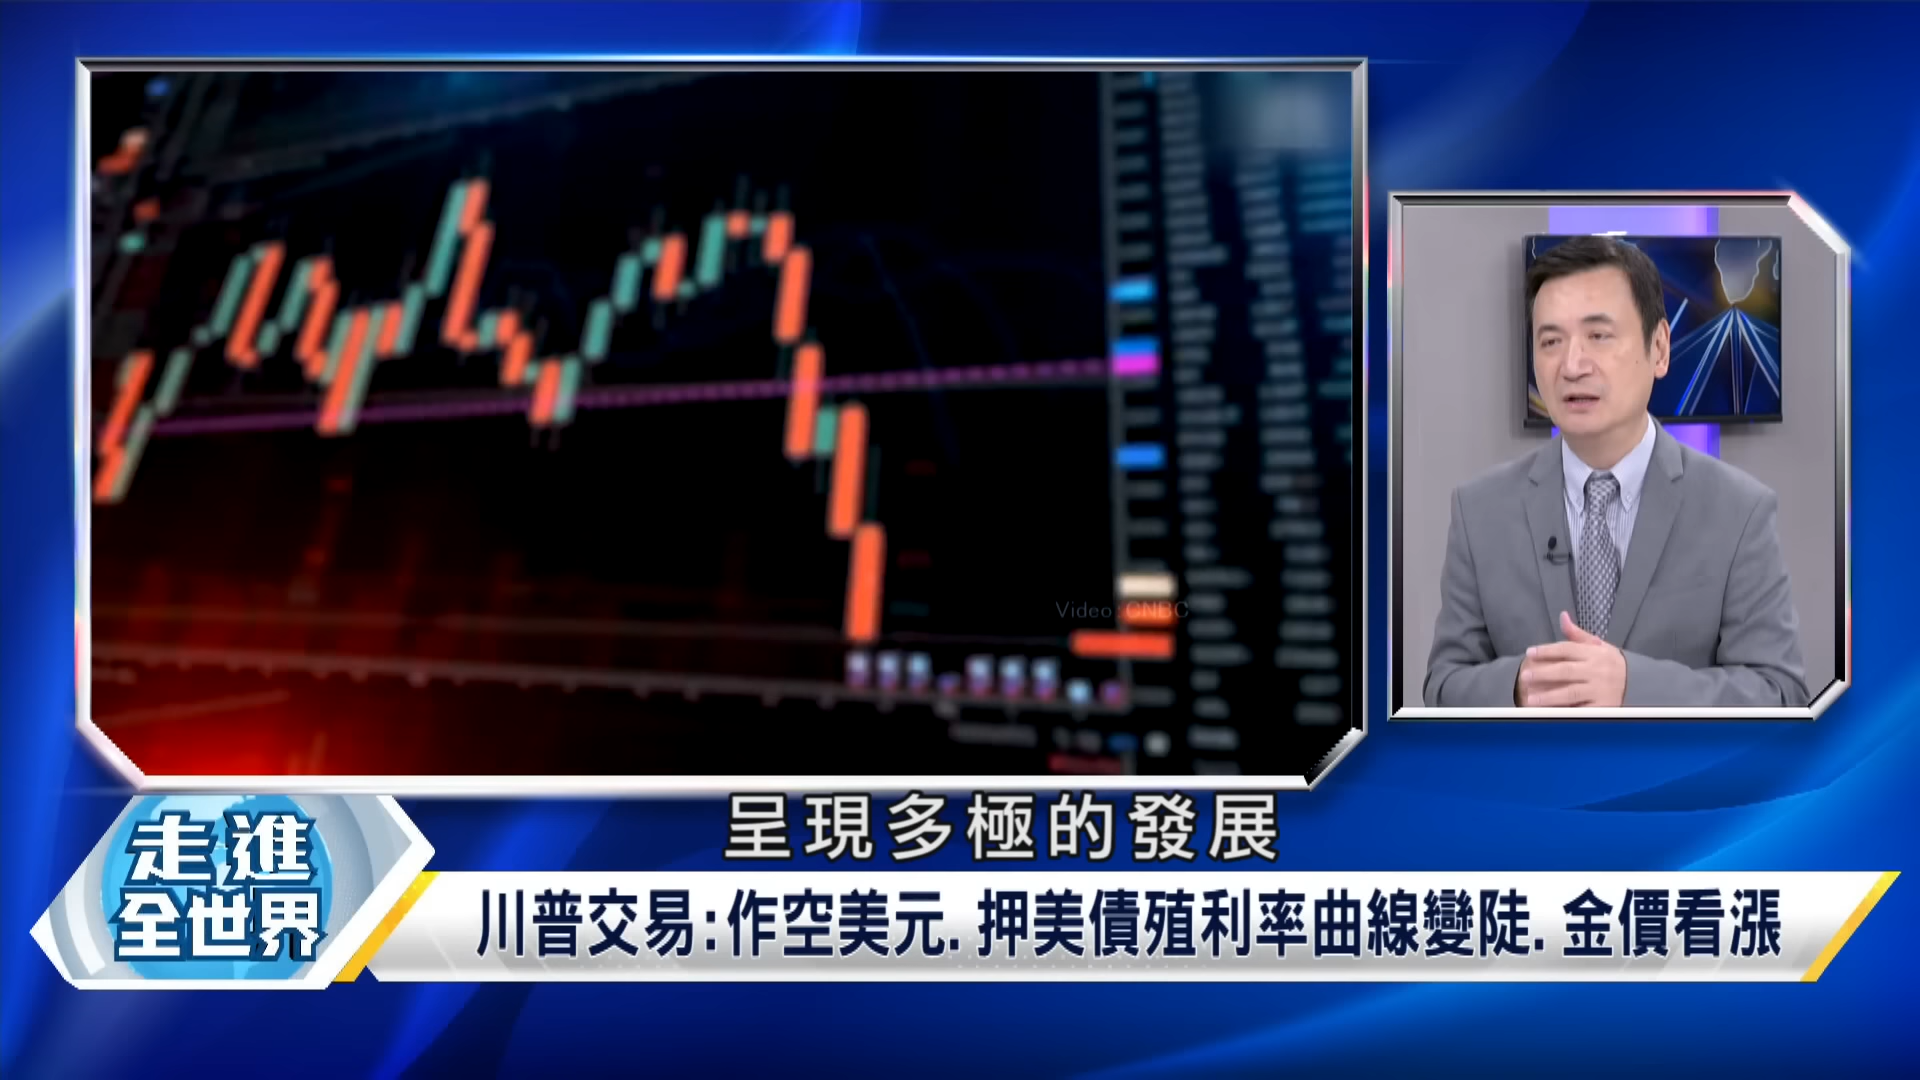 Video:CNBC
呈現多極的發展
走進
全世界
川普交易:作空美元.押美債殖利率曲線變陡.金價看漲